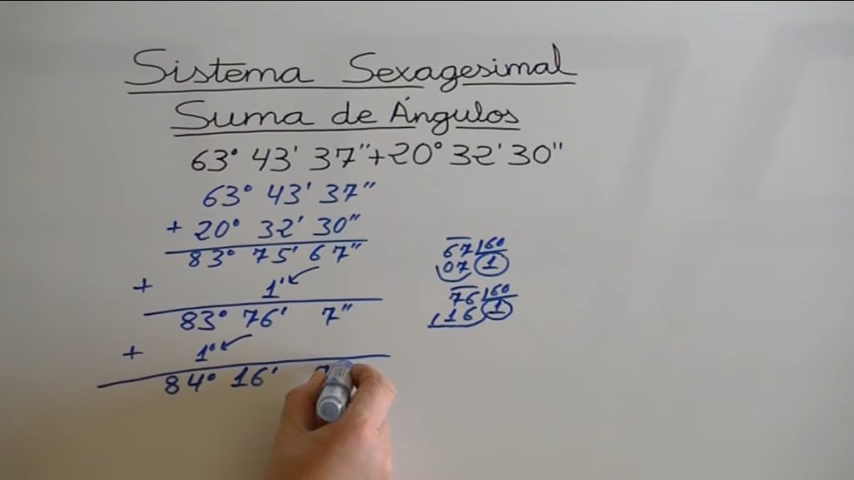 Sistema Sexagesimal
Suma de Ángulos
63° 43' 37" + 20° 32' 30"
63° 43' 37"
+ 20° 32' 30"
83° 75' 67"
+ 1'
83° 76' 7"
+ 1°
84° 16'
67 60
07 1
76 60
16 1